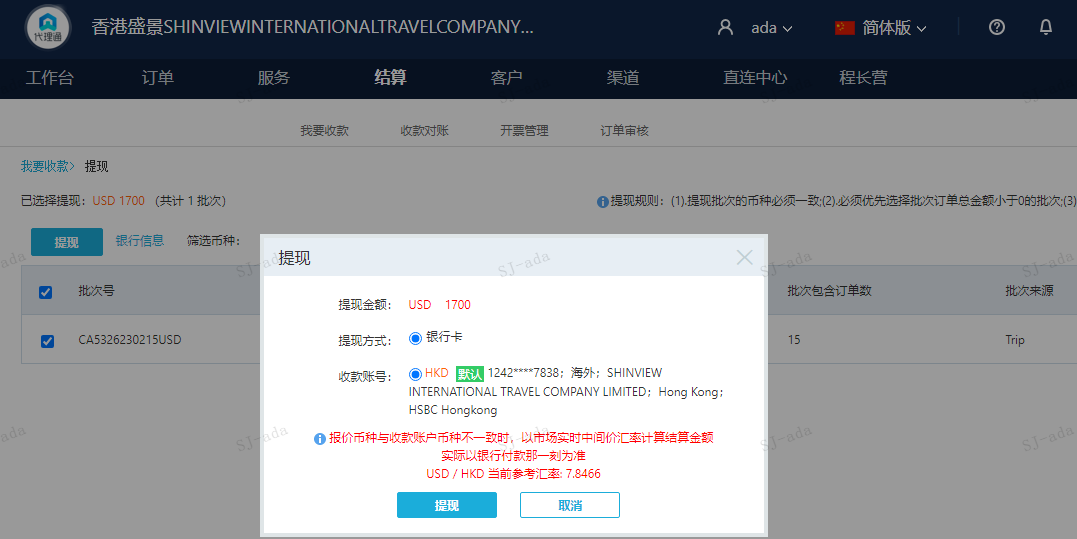 代理通
香港盛景SHINVIEWINTERNATIONALTRAVELCOMPANY...
ada
简体版
工作台 订单 服务 结算 客户 渠道 直连中心 程长营
我要收款 收款对账 开票管理 订单审核
我要收款> 提现
已选择提现：USD 1700 （共计 1 批次）
提现规则：(1).提现批次的币种必须一致;(2).必须优先选择批次订单总金额小于0的批次;(3)
提现 银行信息 筛选币种：
批次号 批次包含订单数 批次来源
CA5326230215USD 15 Trip
提现
提现金额： USD 1700
提现方式： 银行卡
收款账号： HKD 默认 1242****7838；海外；SHINVIEW
INTERNATIONAL TRAVEL COMPANY LIMITED；Hong Kong；
HSBC Hongkong
报价币种与收款账户币种不一致时，以市场实时中间价汇率计算结算金额
实际以银行付款那一刻为准
USD / HKD 当前参考汇率: 7.8466
提现 取消
SJ-ada